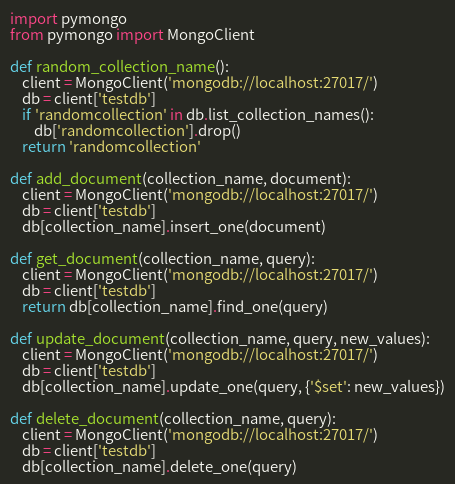 import pymongo
from pymongo import MongoClient

def random_collection_name():
    client = MongoClient('mongodb://localhost:27017/')
    db = client['testdb']
    if 'randomcollection' in db.list_collection_names():
        db['randomcollection'].drop()
    return 'randomcollection'

def add_document(collection_name, document):
    client = MongoClient('mongodb://localhost:27017/')
    db = client['testdb']
    db[collection_name].insert_one(document)

def get_document(collection_name, query):
    client = MongoClient('mongodb://localhost:27017/')
    db = client['testdb']
    return db[collection_name].find_one(query)

def update_document(collection_name, query, new_values):
    client = MongoClient('mongodb://localhost:27017/')
    db = client['testdb']
    db[collection_name].update_one(query, {'$set': new_values})

def delete_document(collection_name, query):
    client = MongoClient('mongodb://localhost:27017/')
    db = client['testdb']
    db[collection_name].delete_one(query)